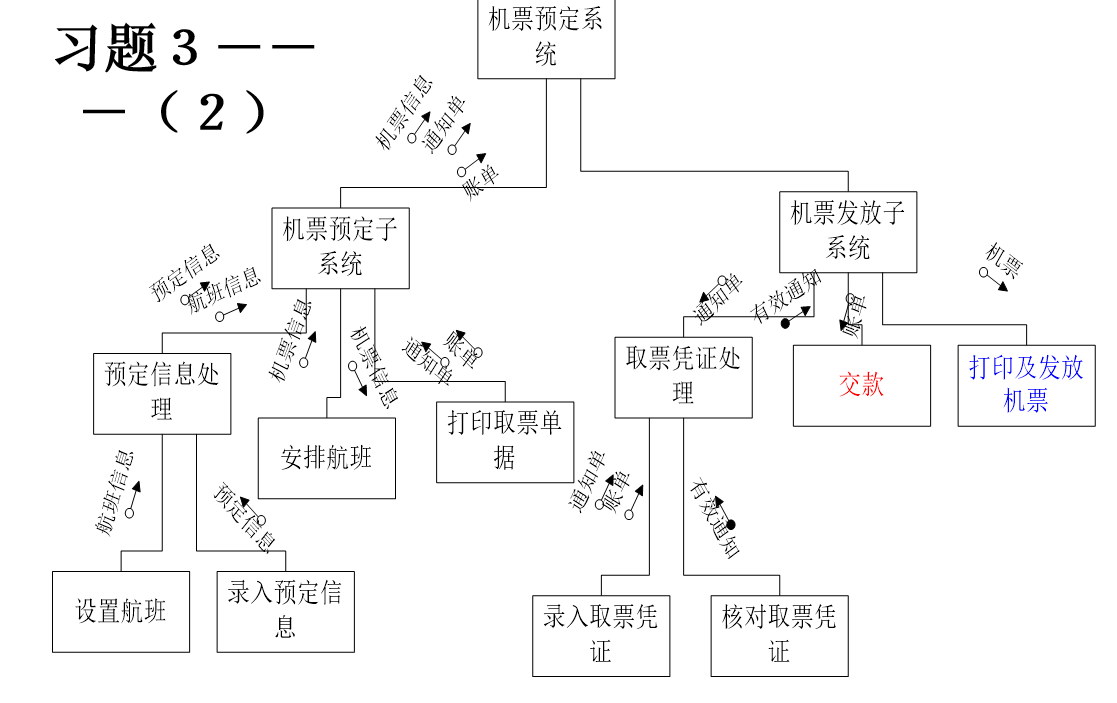 习题3－－
－（2）
机票预定系
统
机票信息
通知单
账单
机票预定子
系统
机票发放子
系统
预定信息
航班信息
机票信息
机票信息
通知单
账单
通知单
有效通知
账单
机票
预定信息处
理
安排航班
打印取票单
据
取票凭证处
理
交款
打印及发放
机票
航班信息
预定信息
通知单
账单
有效通知
设置航班
录入预定信
息
录入取票凭
证
核对取票凭
证